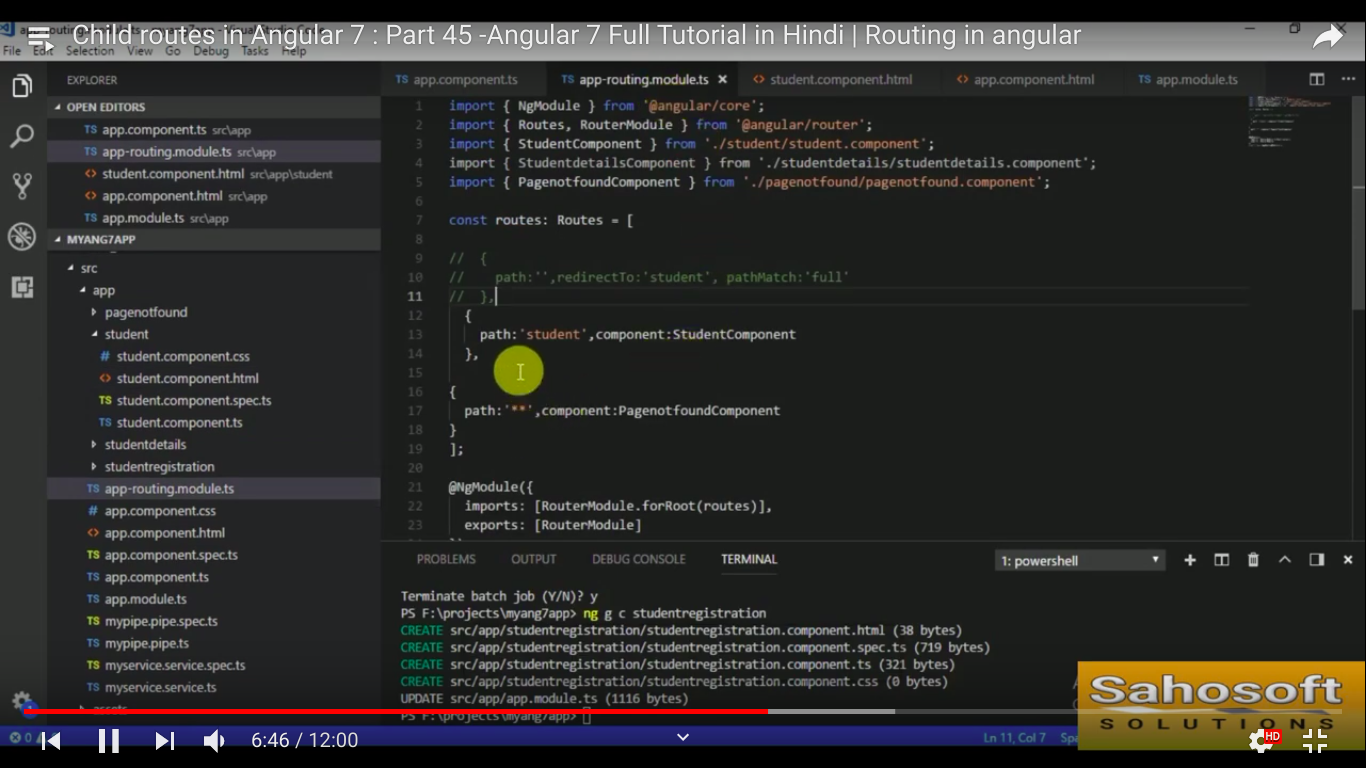 Child routes in Angular 7 : Part 45 -Angular 7 Full Tutorial in Hindi | Routing in angular
File Edit Selection View Go Debug Tasks Help
EXPLORER
OPEN EDITORS
TS app.component.ts src\app
TS app-routing.module.ts src\app
<> student.component.html src\app\student
<> app.component.html src\app
TS app.module.ts src\app
MYANG7APP
src
app
pagenotfound
student
# student.component.css
<> student.component.html
TS student.component.spec.ts
TS student.component.ts
studentdetails
studentregistration
TS app-routing.module.ts
# app.component.css
<> app.component.html
TS app.component.spec.ts
TS app.component.ts
TS app.module.ts
TS mypipe.pipe.spec.ts
TS mypipe.pipe.ts
TS myservice.service.spec.ts
TS myservice.service.ts
assets
TS app.component.ts TS app-routing.module.ts × <> student.component.html <> app.component.html TS app.module.ts
1 import { NgModule } from '@angular/core';
2 import { Routes, RouterModule } from '@angular/router';
3 import { StudentComponent } from './student/student.component';
4 import { StudentdetailsComponent } from './studentdetails/studentdetails.component';
5 import { PagenotfoundComponent } from './pagenotfound/pagenotfound.component';
6
7 const routes: Routes = [
8
9 // {
10 // path:'',redirectTo:'student', pathMatch:'full'
11 // },
12 {
13 path:'student',component:StudentComponent
14 },
15
16 {
17 path:'**',component:PagenotfoundComponent
18 }
19 ];
20
21 @NgModule({
22 imports: [RouterModule.forRoot(routes)],
23 exports: [RouterModule]
PROBLEMS OUTPUT DEBUG CONSOLE TERMINAL 1: powershell
Terminate batch job (Y/N)? y
PS F:\projects\myang7app> ng g c studentregistration
CREATE src/app/studentregistration/studentregistration.component.html (38 bytes)
CREATE src/app/studentregistration/studentregistration.component.spec.ts (719 bytes)
CREATE src/app/studentregistration/studentregistration.component.ts (321 bytes)
CREATE src/app/studentregistration/studentregistration.component.css (0 bytes)
UPDATE src/app/app.module.ts (1116 bytes)
PS F:\projects\myang7app>
Sahosoft
SOLUTIONS
1
0
6:46 / 12:00
Ln 11, Col 7
HD